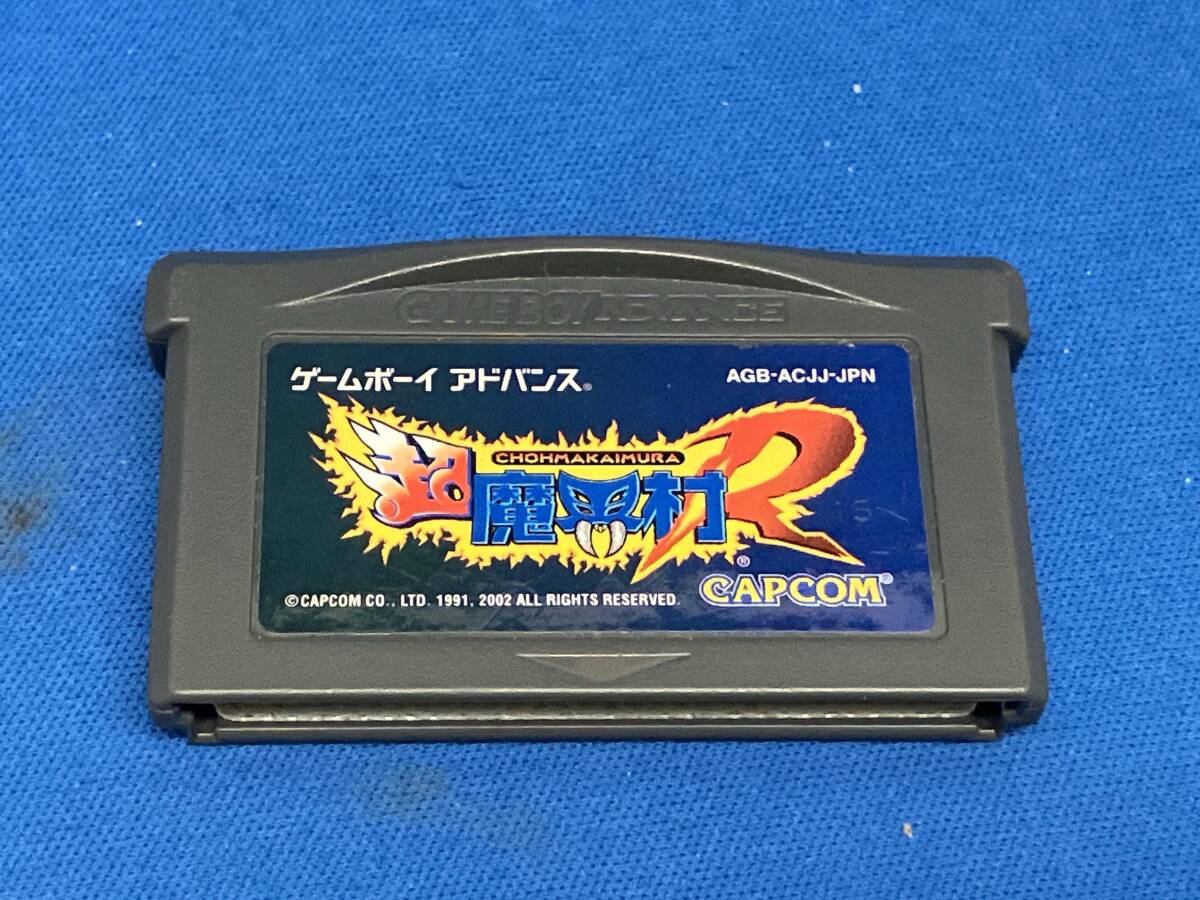 GAME BOY ADVANCE
ゲームボーイ アドバンス®
AGB-ACJJ-JPN
CHOHMAKAIMURA
超魔界村R®
©CAPCOM CO., LTD. 1991, 2002 ALL RIGHTS RESERVED.
CAPCOM®